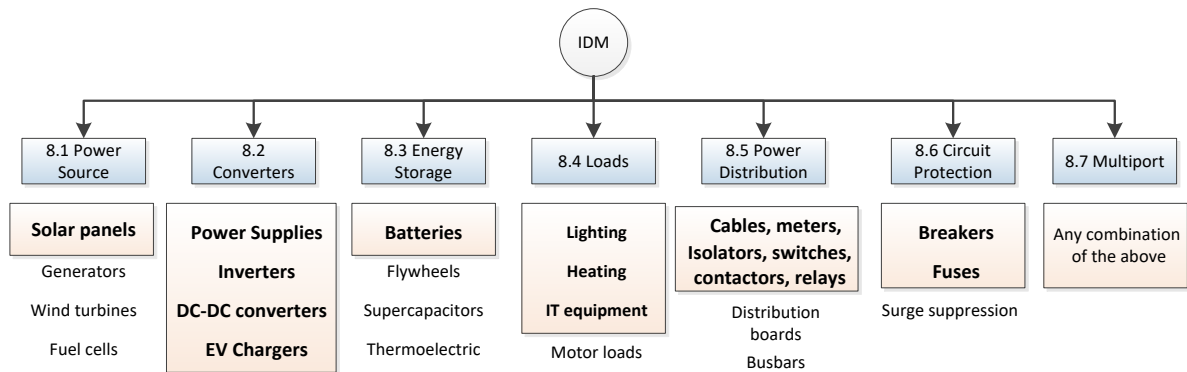 IDM
8.1 Power
Source
8.2
Converters
8.3 Energy
Storage
8.4 Loads
8.5 Power
Distribution
8.6 Circuit
Protection
8.7 Multiport
Solar panels
Generators
Wind turbines
Fuel cells
Power Supplies
Inverters
DC-DC converters
EV Chargers
Batteries
Flywheels
Supercapacitors
Thermoelectric
Lighting
Heating
IT equipment
Motor loads
Cables, meters,
Isolators, switches,
contactors, relays
Distribution
boards
Busbars
Breakers
Fuses
Surge suppression
Any combination
of the above